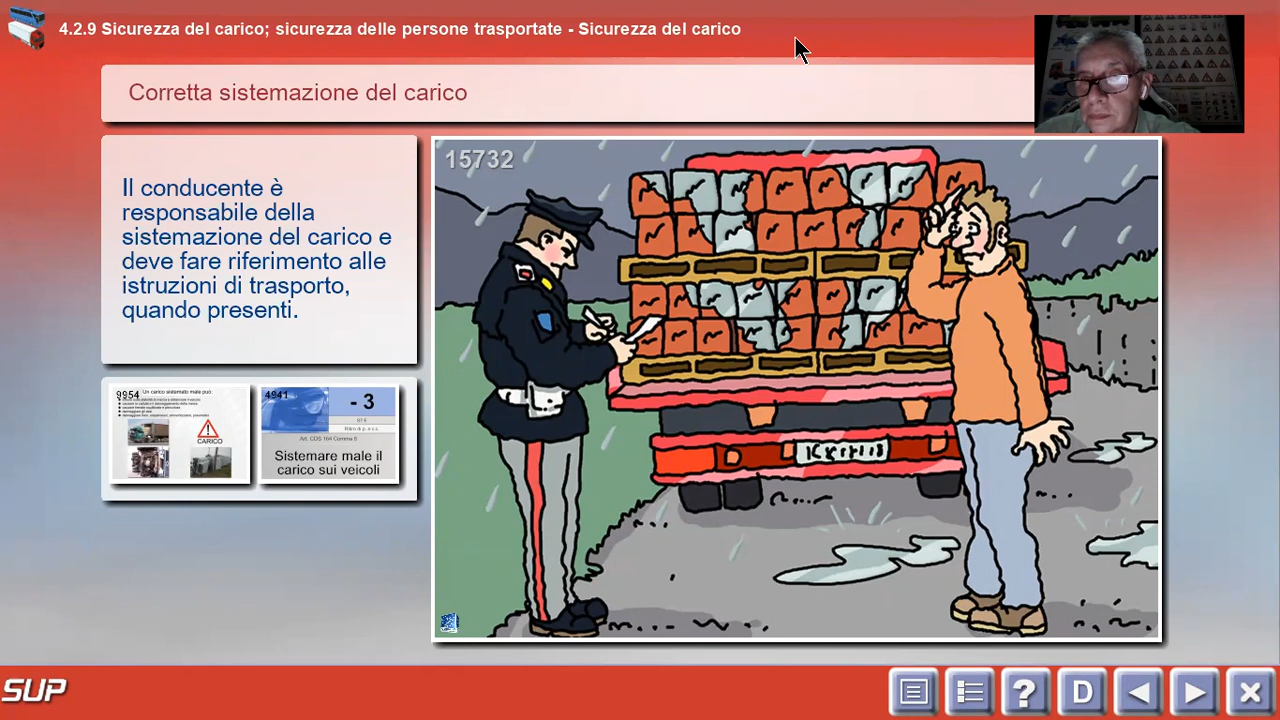 4.2.9 Sicurezza del carico; sicurezza delle persone trasportate - Sicurezza del carico
Corretta sistemazione del carico
Il conducente è
responsabile della
sistemazione del carico e
deve fare riferimento alle
istruzioni di trasporto,
quando presenti.
15732
9954
Un carico sistemato male può:
CARICO
4941
- 3
Art. CDS 164 Comma 8
Sistemare male il
carico sui veicoli
SUP
?
D